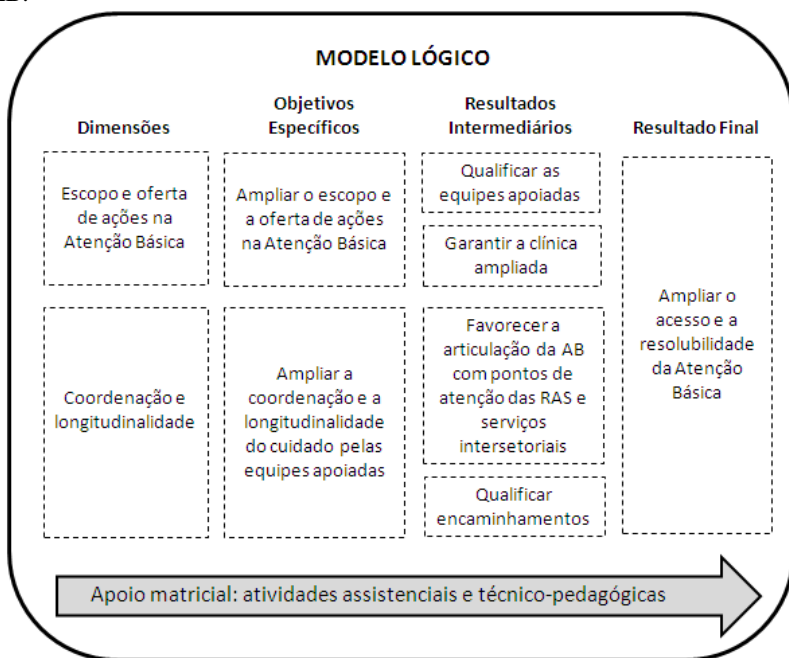 MODELO LÓGICO
Dimensões
Objetivos
Específicos
Resultados
Intermediários
Resultado Final
Escopo e oferta
de ações na
Atenção Básica
Ampliar o escopo e
a oferta de ações
na Atenção Básica
Qualificar as
equipes apoiadas
Garantir a clínica
ampliada
Coordenação e
longitudinalidade
Ampliar a
coordenação e a
longitudinalidade
do cuidado pelas
equipes apoiadas
Favorecer a
articulação da AB
com pontos de
atenção das RAS e
serviços
intersetoriais
Qualificar
encaminhamentos
Ampliar o
acesso e a
resolubilidade
da Atenção
Básica
Apoio matricial: atividades assistenciais e técnico-pedagógicas